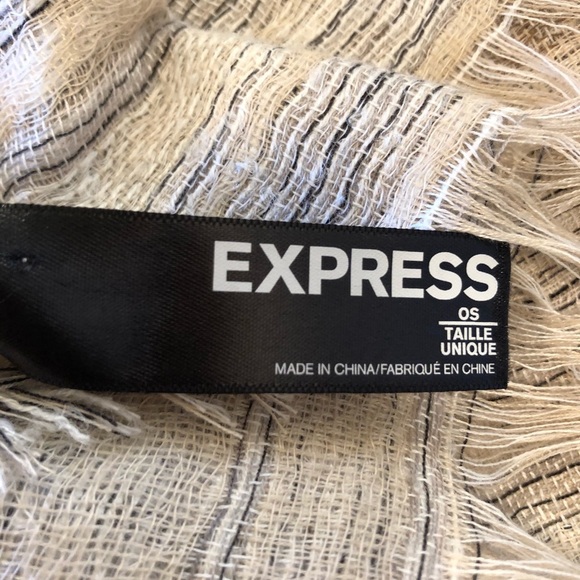 EXPRESS
OS
TAILLE
UNIQUE
MADE IN CHINA/FABRIQUÉ EN CHINE